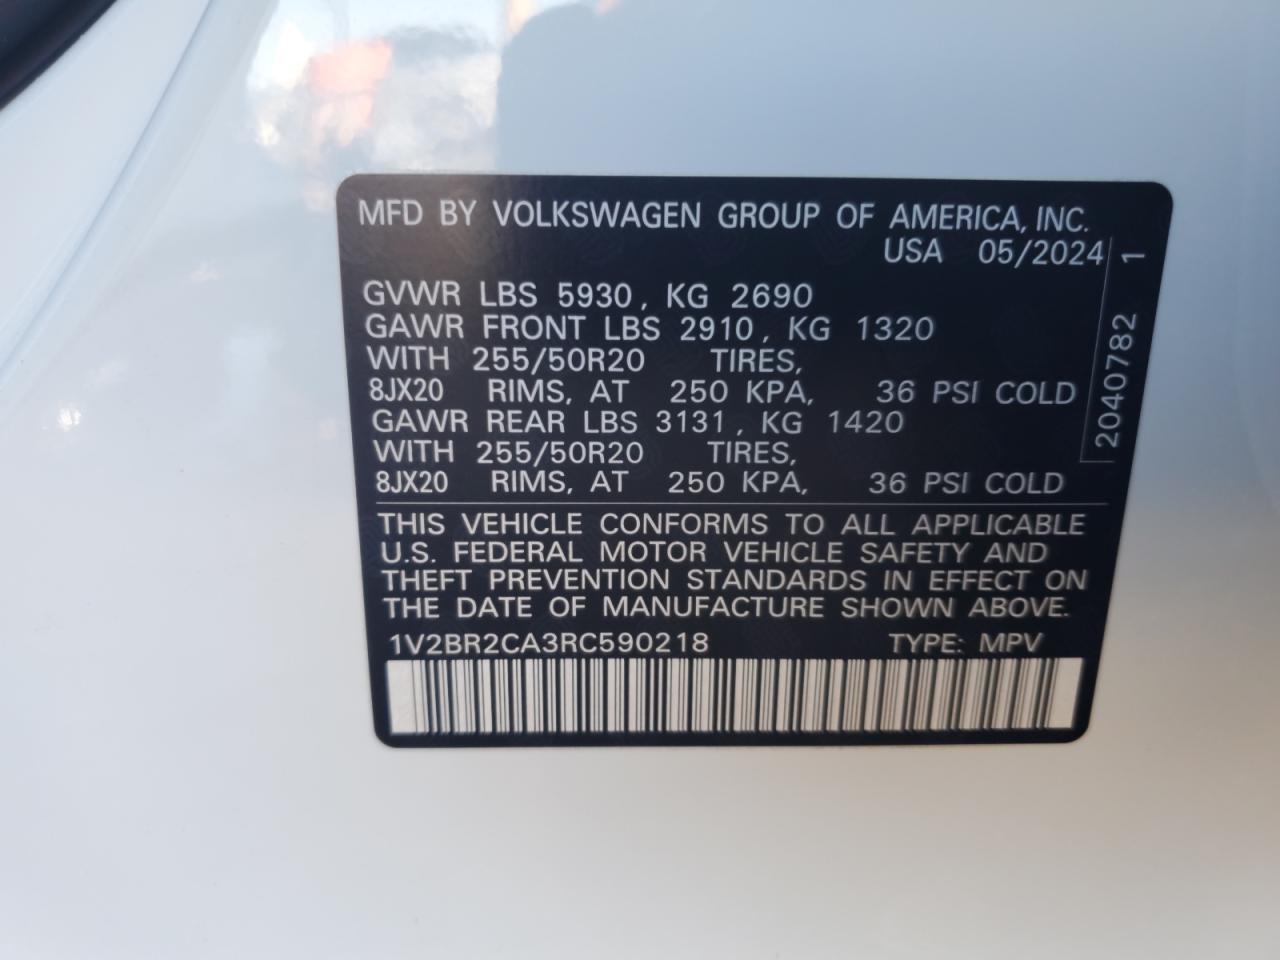 MFD BY VOLKSWAGEN GROUP OF AMERICA, INC.
USA 05/2024
GVWR LBS 5930, KG 2690
GAWR FRONT LBS 2910, KG 1320
WITH 255/50R20 TIRES,
8JX20 RIMS, AT 250 KPA, 36 PSI COLD
GAWR REAR LBS 3131, KG 1420
WITH 255/50R20 TIRES,
8JX20 RIMS, AT 250 KPA, 36 PSI COLD
THIS VEHICLE CONFORMS TO ALL APPLICABLE
U.S. FEDERAL MOTOR VEHICLE SAFETY AND
THEFT PREVENTION STANDARDS IN EFFECT ON
THE DATE OF MANUFACTURE SHOWN ABOVE.
1V2BR2CA3RC590218 TYPE: MPV
20407821 1